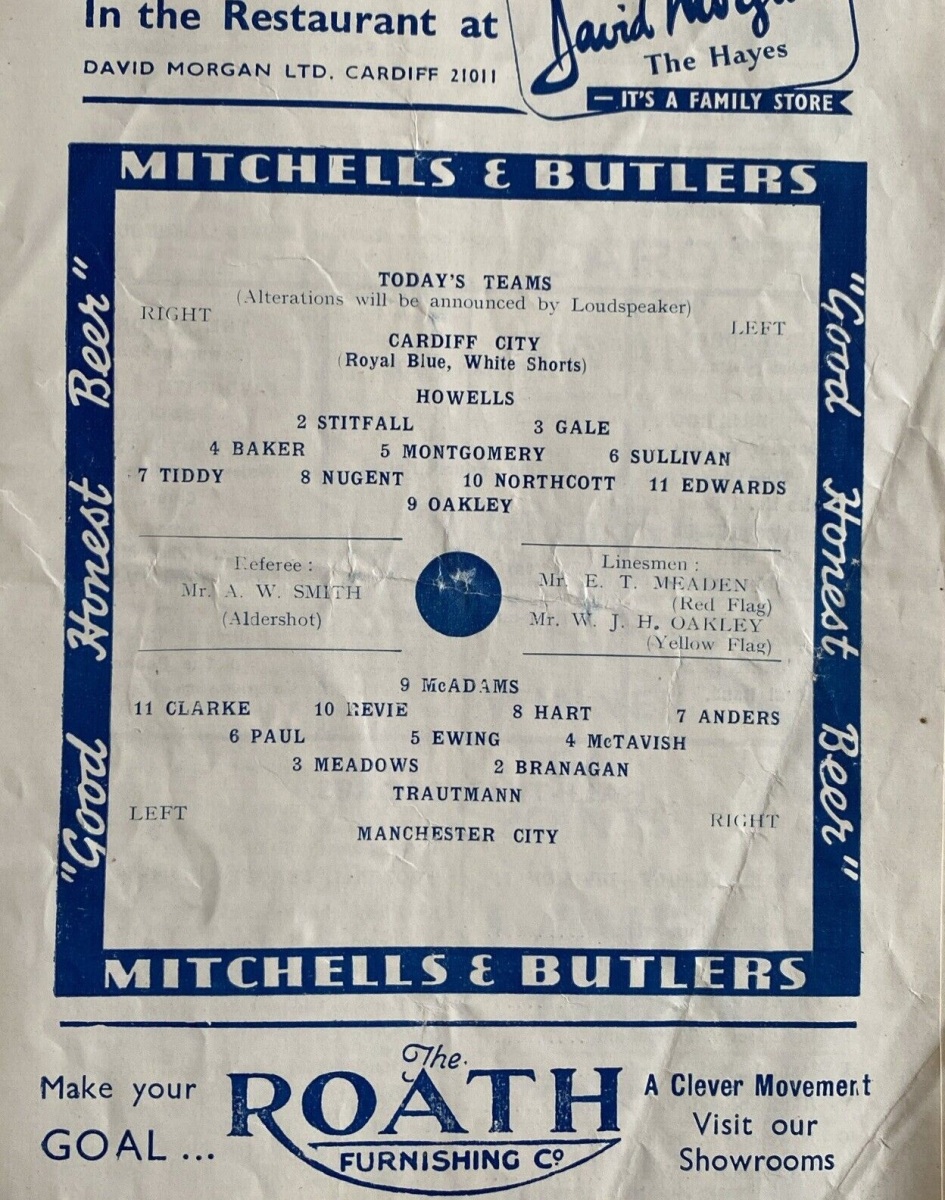 In the Restaurant at
DAVID MORGAN LTD. CARDIFF 21011
David Morgan
The Hayes
— IT'S A FAMILY STORE
MITCHELLS & BUTLERS
"Good Honest Beer"
"Good Honest Beer"
TODAY'S TEAMS
(Alterations will be announced by Loudspeaker)
RIGHT
LEFT
CARDIFF CITY
(Royal Blue, White Shorts)
HOWELLS
2 STITFALL 3 GALE
4 BAKER 5 MONTGOMERY 6 SULLIVAN
7 TIDDY 8 NUGENT 10 NORTHCOTT 11 EDWARDS
9 OAKLEY
Referee :
Mr. A. W. SMITH
(Aldershot)
Linesmen :
Mr. E. T. MEADEN
(Red Flag)
Mr. W. J. H. OAKLEY
(Yellow Flag)
9 McADAMS
11 CLARKE 10 REVIE 8 HART 7 ANDERS
6 PAUL 5 EWING 4 McTAVISH
3 MEADOWS 2 BRANAGAN
TRAUTMANN
LEFT
RIGHT
MANCHESTER CITY
MITCHELLS & BUTLERS
Make your
GOAL ...
The
ROATH
FURNISHING Co.
A Clever Movement
Visit our
Showrooms